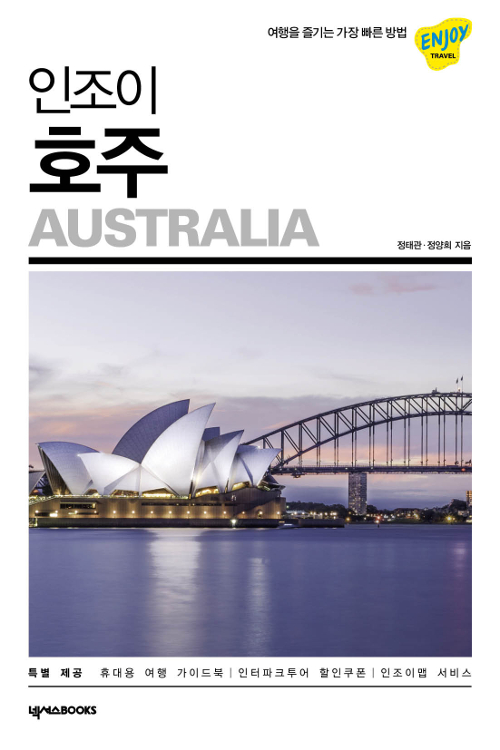 여행을 즐기는 가장 빠른 방법
ENJOY
TRAVEL
인조이
호주
AUSTRALIA
정태관·정양희 지음
특별 제공 휴대용 여행 가이드북 | 인터파크투어 할인쿠폰 | 인조이맵 서비스
넥서스BOOKS